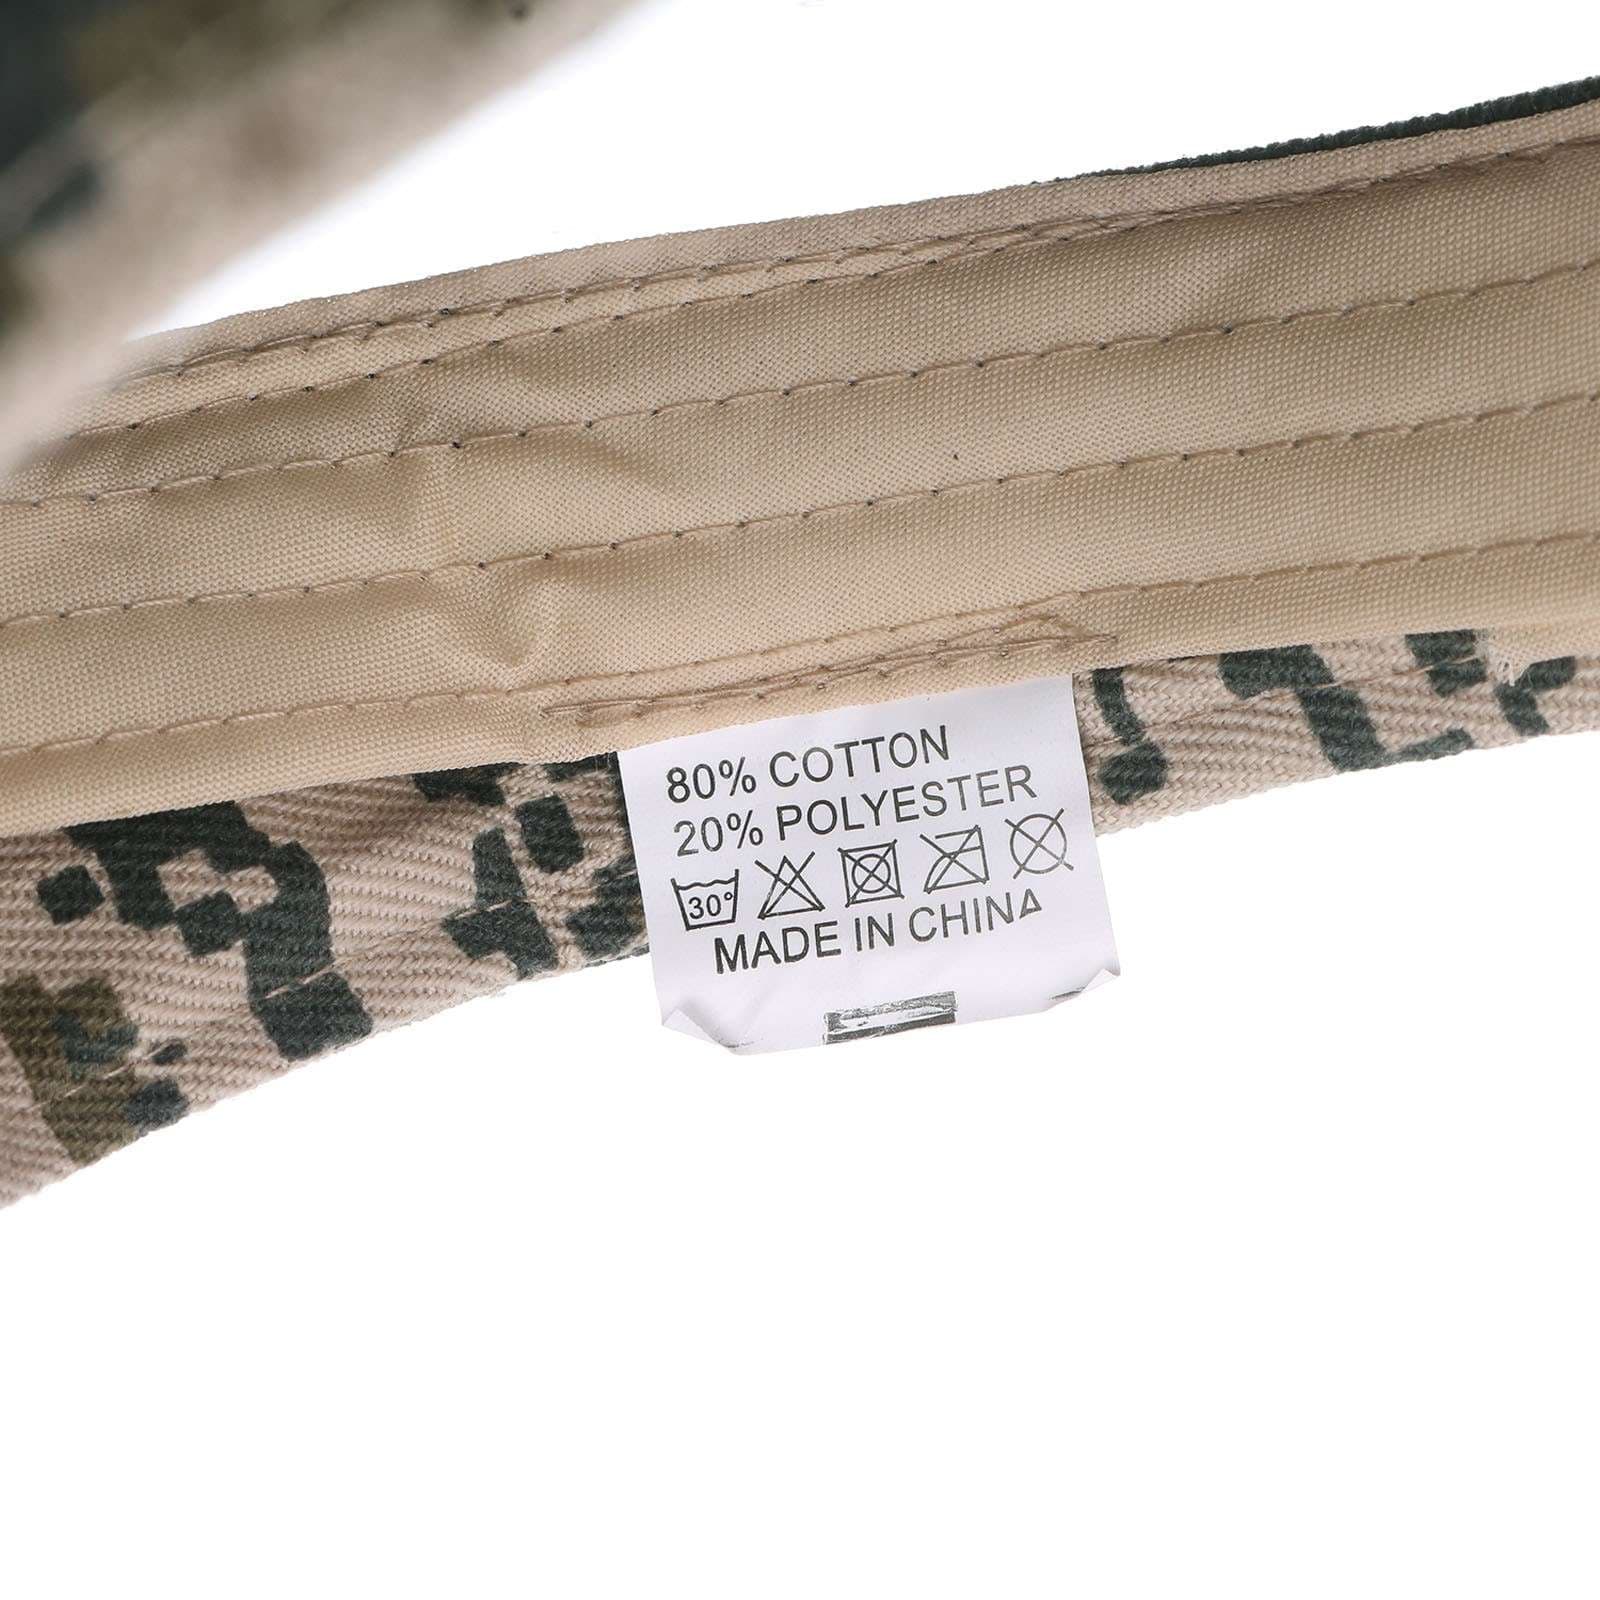 80% COTTON
20% POLYESTER
30°
MADE IN CHINA